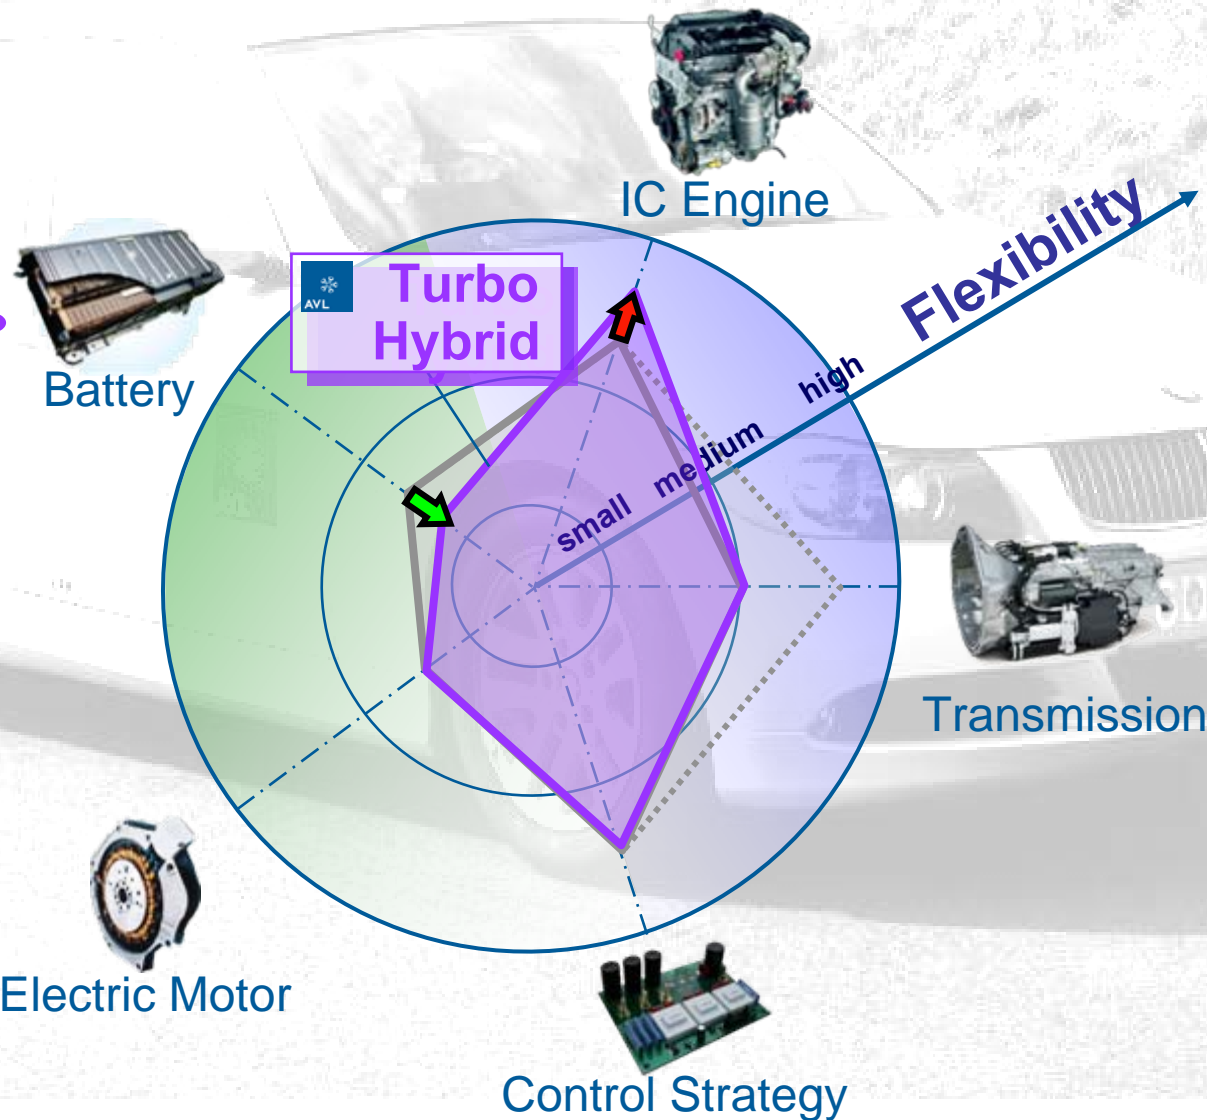 IC Engine
Flexibility
AVL
Turbo
Hybrid
Battery
high
medium
small
Transmission
Electric Motor
Control Strategy